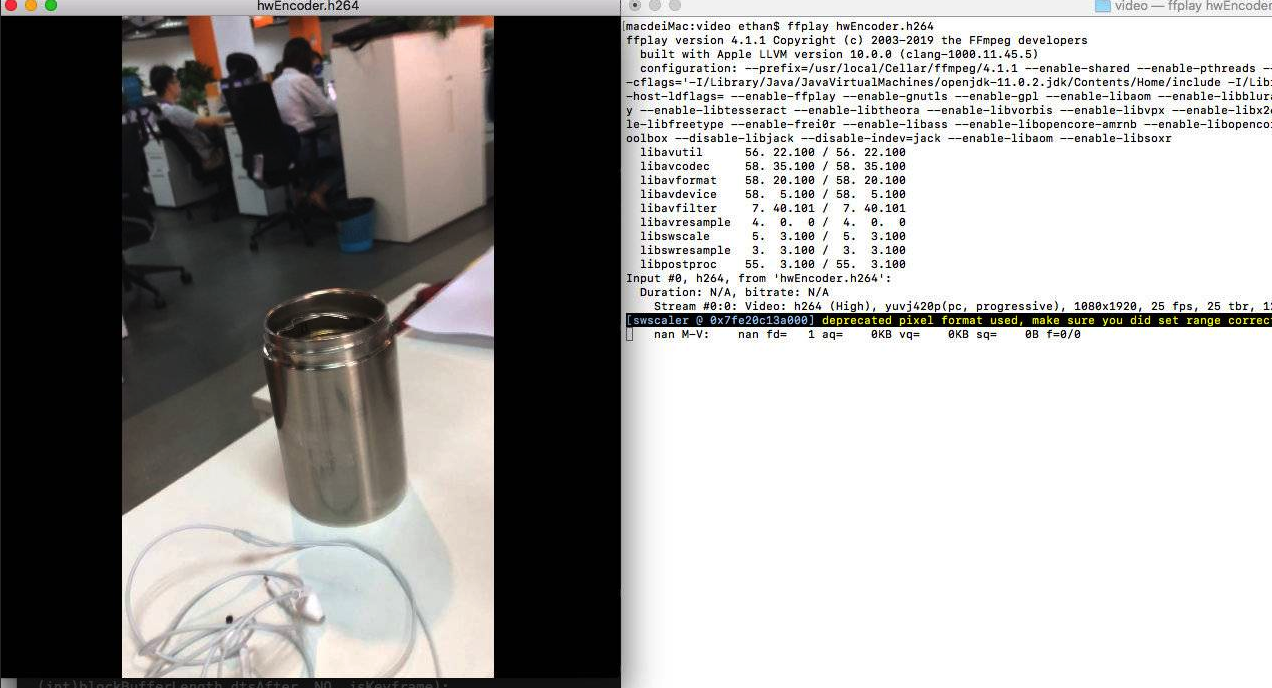 hwEncoder.h264
video — ffplay hwEncoder
[macdeiMac:video ethan$ ffplay hwEncoder.h264
ffplay version 4.1.1 Copyright (c) 2003-2019 the FFmpeg developers
built with Apple LLVM version 10.0.0 (clang-1000.11.45.5)
configuration: --prefix=/usr/local/Cellar/ffmpeg/4.1.1 --enable-shared --enable-pthreads
-cflags='-I/Library/Java/JavaVirtualMachines/openjdk-11.0.2.jdk/Contents/Home/include
-host-ldflags= --enable-ffplay --enable-gnutls --enable-gpl --enable-libaom --enable-libblura
y --enable-libtesseract --enable-libtheora --enable-libvorbis --enable-libvpx
le-libfreetype --enable-frei0r --enable-libass --enable-libopencore-amrnb --enable-libopenco
oolbox --disable-libjack --disable-indev=jack --enable-libaom --enable-libsoxr
libavutil 56. 22.100 / 56. 22.100
libavcodec 58. 35.100 / 58. 35.100
libavformat 58. 20.100 / 58. 20.100
libavdevice 58. 5.100 / 58. 5.100
libavfilter 7. 40.101 / 7. 40.101
libavresample 4. 0. 0 / 4. 0. 0
libswscale 5. 3.100 / 5. 3.100
libswresample 3. 3.100 / 3. 3.100
libpostproc 55. 3.100 / 55. 3.100
Input #0, h264, from 'hwEncoder.h264':
Duration: N/A, bitrate: N/A
Stream #0:0: Video: h264 (High), yuvj420p(pc, progressive), 1080x1920, 25 fps, 25 tbr,
[swscaler @ 0x7fe20c13a000] deprecated pixel format used, make sure you did set range correct
nan M-V: nan fd= 1 aq= 0KB vq= 0KB sq= 0B f=0/0
(int)blockBufferLength,dtsAfter, NO, isKeyframe);